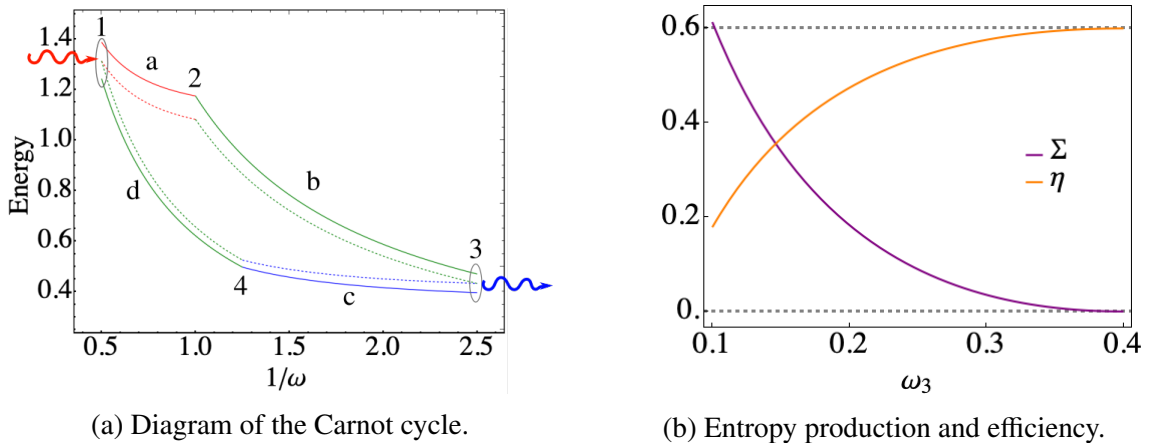 1.4
1.2
1.0
0.8
0.6
0.4
Energy
0.5
1.0
1.5
2.0
2.5
1/ω
1
a
2
b
d
3
4
c
(a) Diagram of the Carnot cycle.
0.6
0.4
0.2
0.
Σ
η
0.1
0.2
0.3
0.4
ω₃
(b) Entropy production and efficiency.